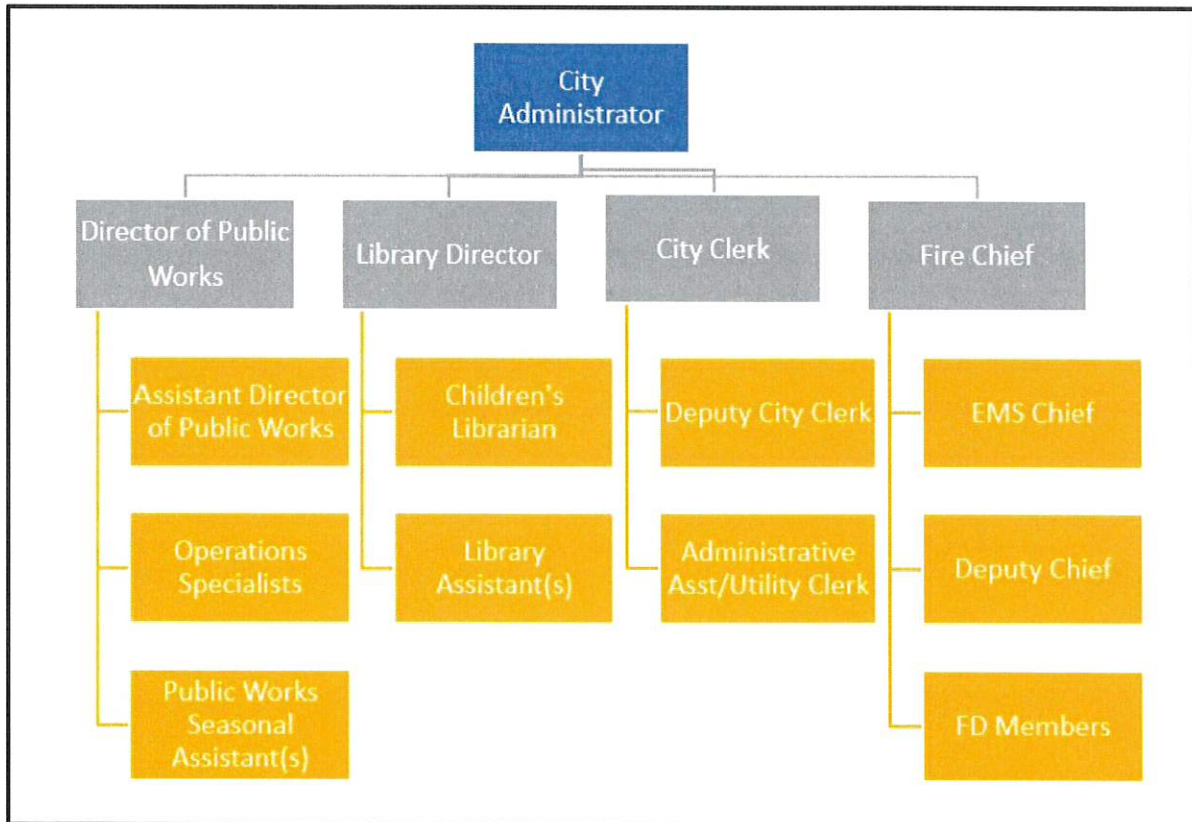 City
Administrator
Director of Public
Works
Library Director
City Clerk
Fire Chief
Assistant Director
of Public Works
Children's
Librarian
Deputy City Clerk
EMS Chief
Operations
Specialists
Library
Assistant(s)
Administrative
Asst/Utility Clerk
Deputy Chief
Public Works
Seasonal
Assistant(s)
FD Members